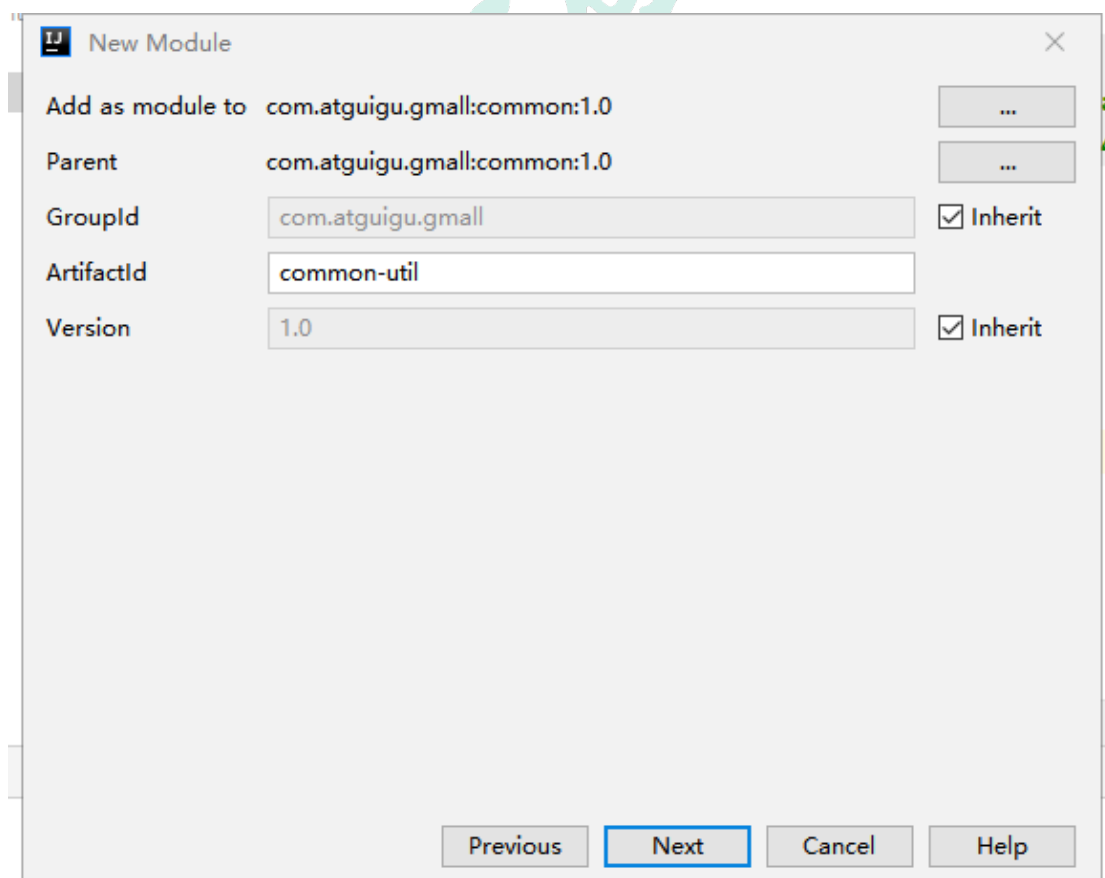 New Module
Add as module to com.atguigu.gmall:common:1.0 ...
Parent com.atguigu.gmall:common:1.0 ...
GroupId com.atguigu.gmall Inherit
ArtifactId common-util
Version 1.0 Inherit
Previous Next Cancel Help